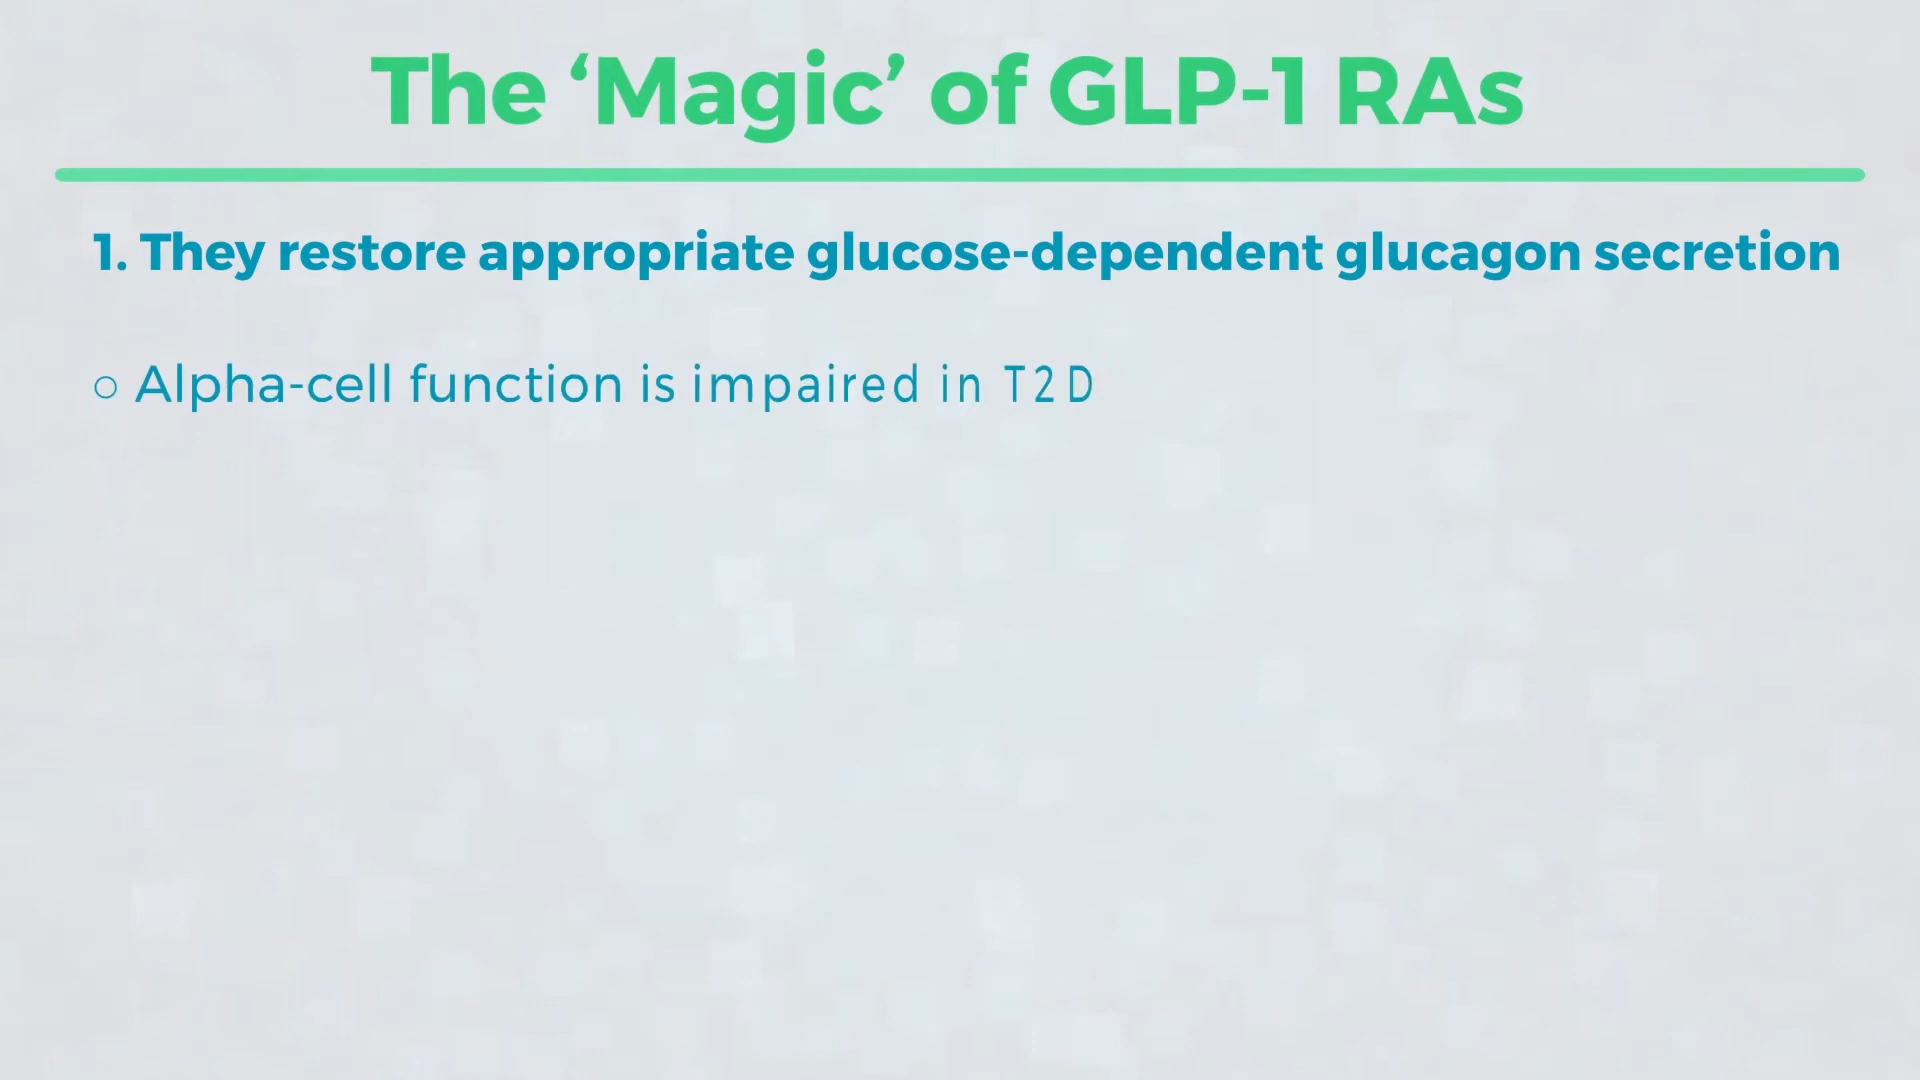 The ‘Magic’ of GLP-1 RAs
1. They restore appropriate glucose-dependent glucagon secretion
○ Alpha-cell function is impaired in T2D